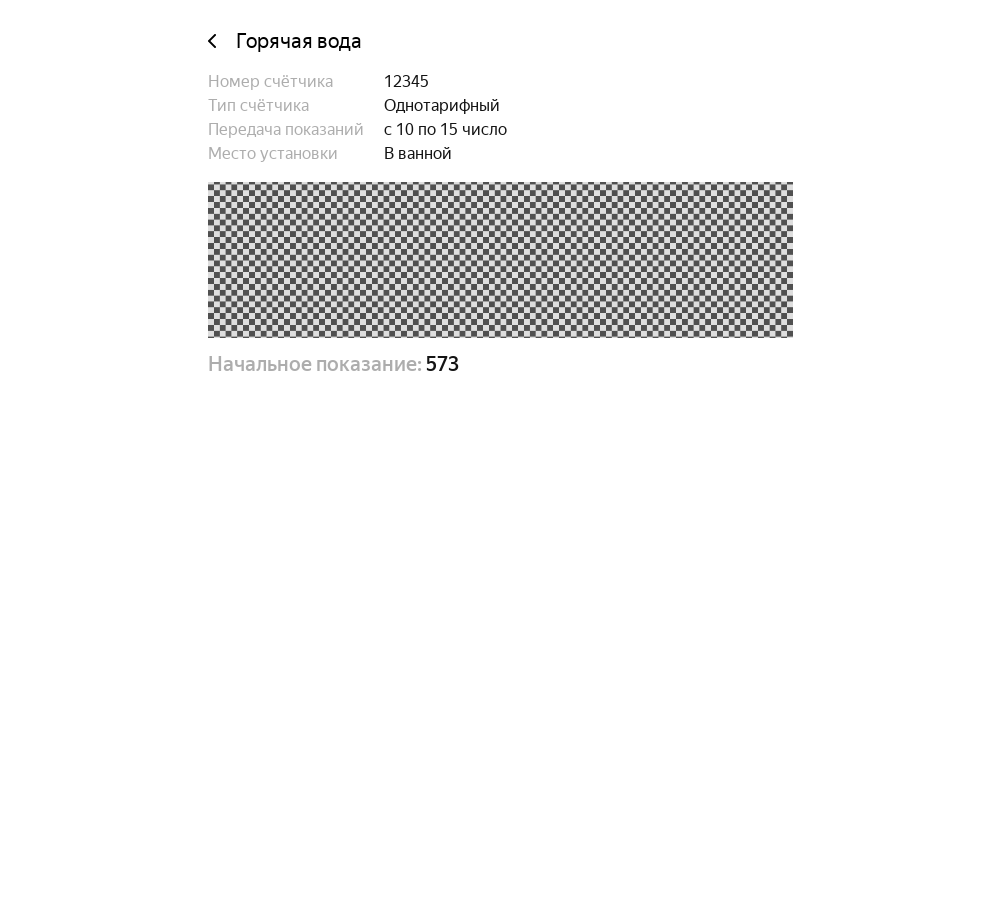 Горячая вода
Номер счётчика 12345
Тип счётчика Однотарифный
Передача показаний с 10 по 15 число
Место установки В ванной
Начальное показание: 573